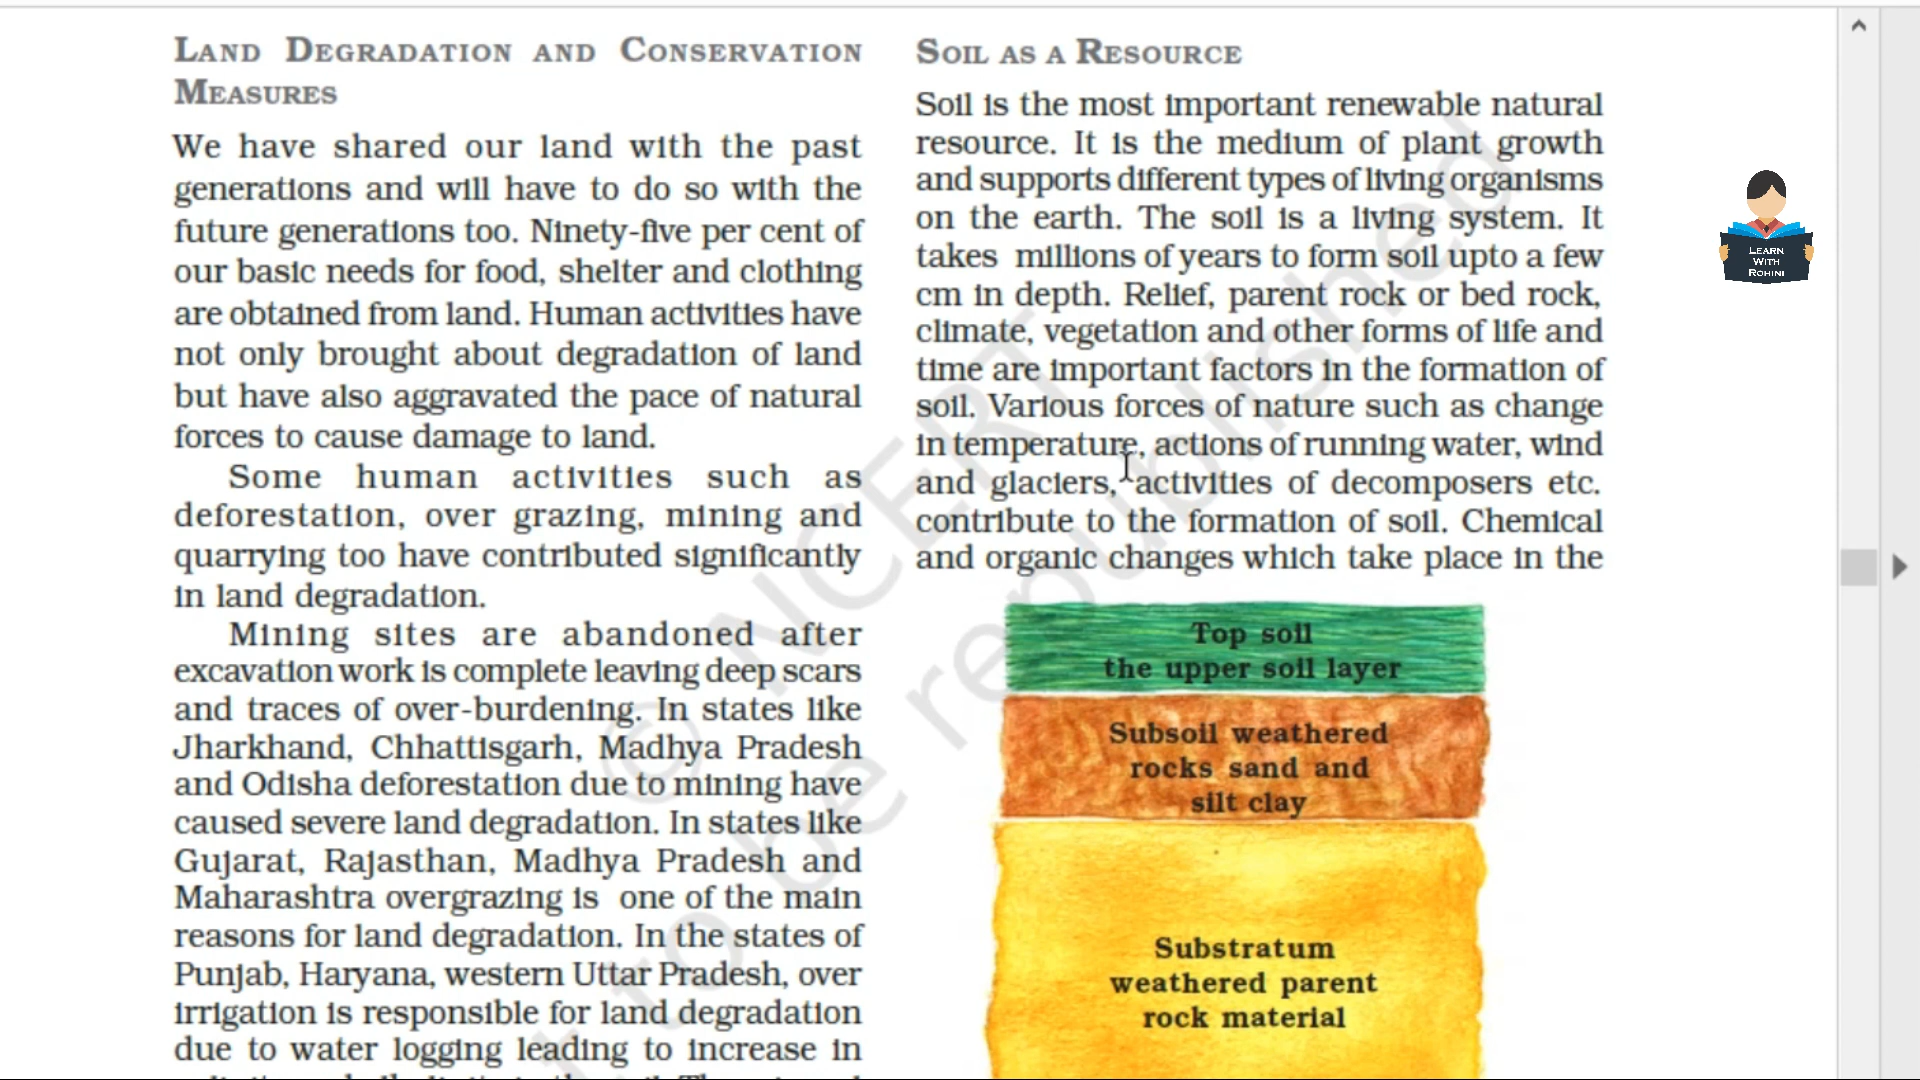 LAND DEGRADATION AND CONSERVATION
MEASURES
We have shared our land with the past
generations and will have to do so with the
future generations too. Ninety-five per cent of
our basic needs for food, shelter and clothing
are obtained from land. Human activities have
not only brought about degradation of land
but have also aggravated the pace of natural
forces to cause damage to land.
Some human activities such as
deforestation, over grazing, mining and
quarrying too have contributed significantly
in land degradation.
Mining sites are abandoned after
excavation work is complete leaving deep scars
and traces of over-burdening. In states like
Jharkhand, Chhattisgarh, Madhya Pradesh
and Odisha deforestation due to mining have
caused severe land degradation. In states like
Gujarat, Rajasthan, Madhya Pradesh and
Maharashtra overgrazing is one of the main
reasons for land degradation. In the states of
Punjab, Haryana, western Uttar Pradesh, over
irrigation is responsible for land degradation
due to water logging leading to increase in
SOIL AS A RESOURCE
Soil is the most important renewable natural
resource. It is the medium of plant growth
and supports different types of living organisms
on the earth. The soil is a living system. It
takes millions of years to form soil upto a few
cm in depth. Relief, parent rock or bed rock,
climate, vegetation and other forms of life and
time are important factors in the formation of
soil. Various forces of nature such as change
in temperature, actions of running water, wind
and glaciers, activities of decomposers etc.
contribute to the formation of soil. Chemical
and organic changes which take place in the
Top soil
the upper soil layer
Subsoil weathered
rocks sand and
silt clay
Substratum
weathered parent
rock material
© NCERT
to be republished
LEARN
WITH
ROHINI